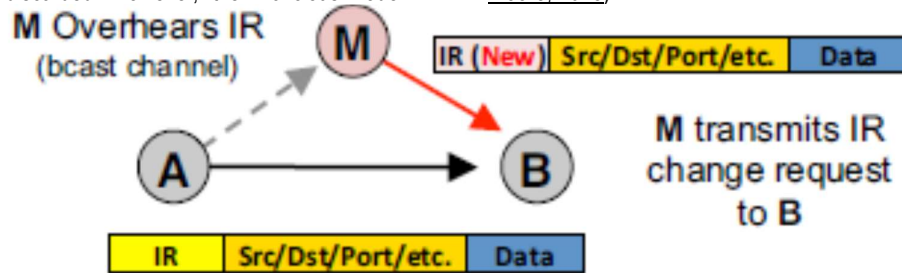 M Overhears IR
(bcast channel)
M
IR (New) Src/Dst/Port/etc. Data
A
B
M transmits IR
change request
to B
IR Src/Dst/Port/etc. Data